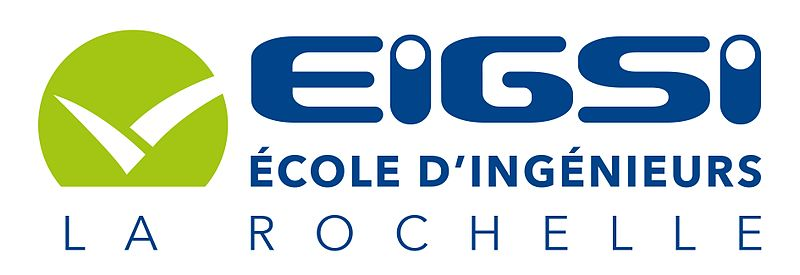 EIGSI
ÉCOLE D'INGÉNIEURS
LA ROCHELLE